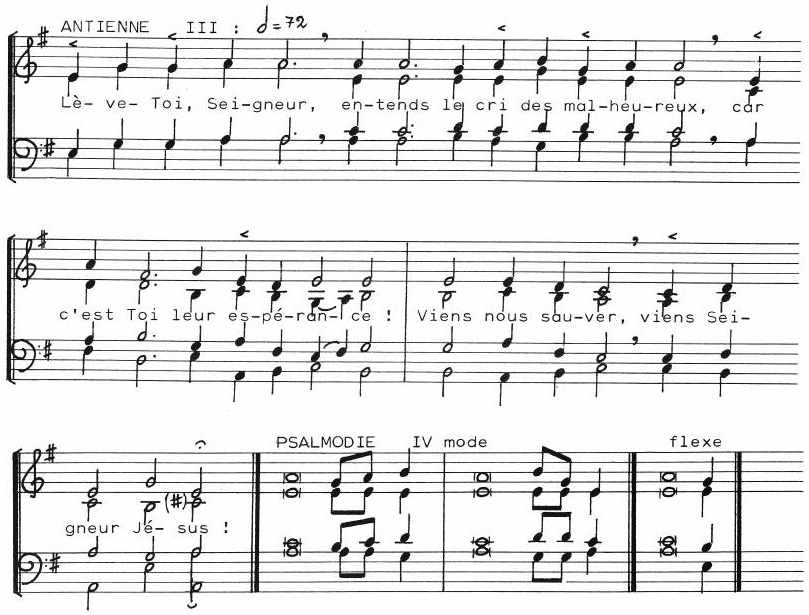 ANTIENNE III : 𝅗𝅥=72
Lè- ve- Toi, Sei-gneur, en-tends le cri des mal-heu-reux, car
c'est Toi leur es-pé-ran- ce ! Viens nous sau-ver, viens Sei-
PSALMODIE IV mode flexe
gneur Jé- sus !